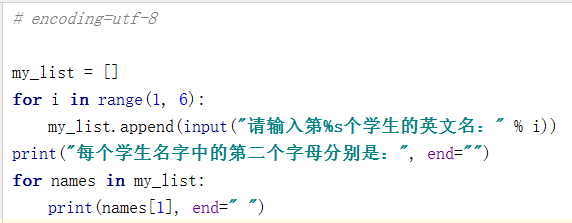 # encoding=utf-8
my_list = []
for i in range(1, 6):
    my_list.append(input("请输入第%s个学生的英文名：" % i))
print("每个学生名字中的第二个字母分别是：", end="")
for names in my_list:
    print(names[1], end=" ")